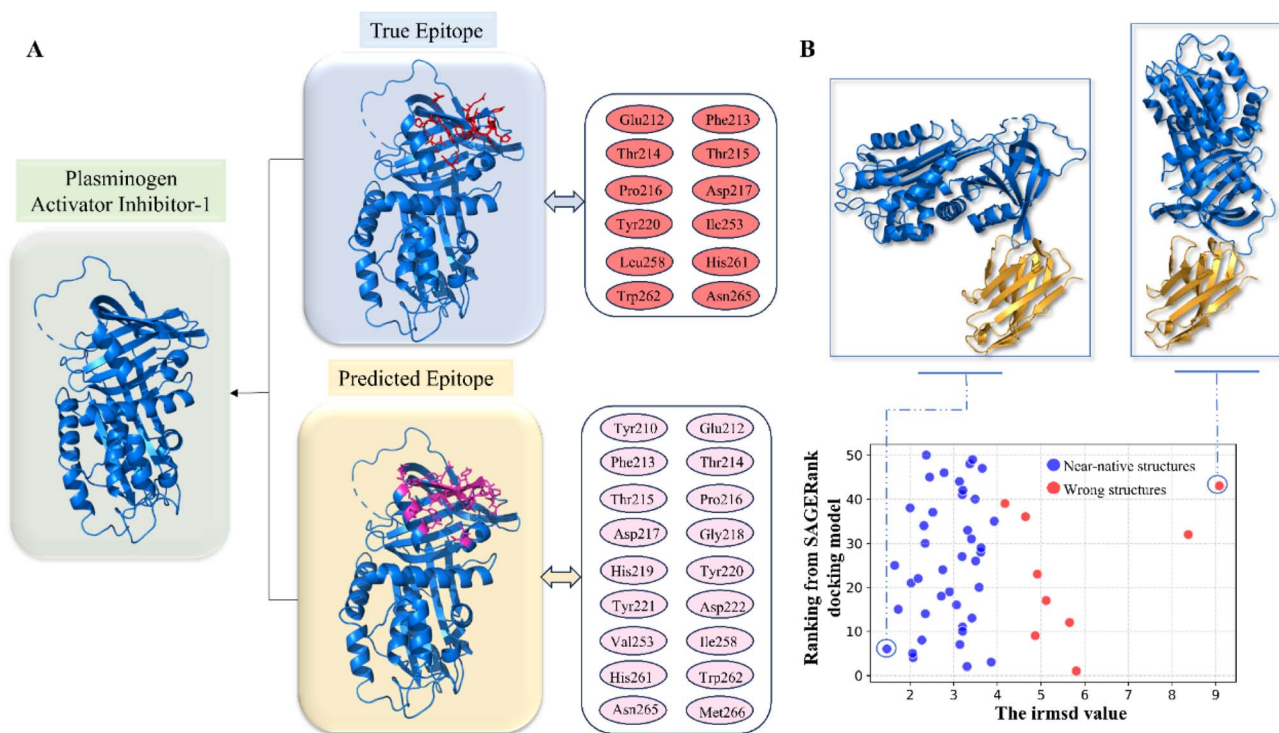 A
True Epitope
Plasminogen
Activator Inhibitor-1
Glu212 Phe213
Thr214 Thr215
Pro216 Asp217
Tyr220 Ile253
Leu258 His261
Trp262 Asn265
Predicted Epitope
Tyr210 Glu212
Phe213 Thr214
Thr215 Pro216
Asp217 Gly218
His219 Tyr220
Tyr221 Asp222
Val253 Ile258
His261 Trp262
Asn265 Met266
B
Ranking from SAGERank
docking model
50
40
30
20
10
0
Near-native structures
Wrong structures
2 3 4 5 6 7 8 9
The irmsd value